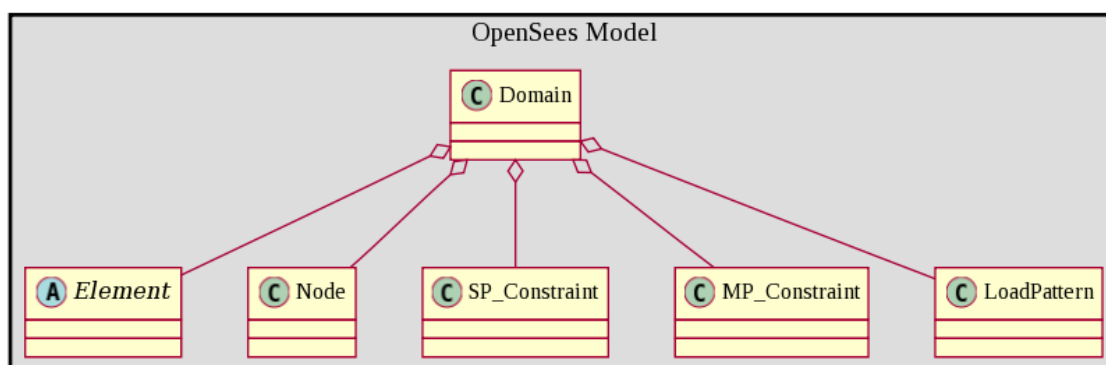 OpenSees Model
C Domain
A Element
C Node
C SP_Constraint
C MP_Constraint
C LoadPattern